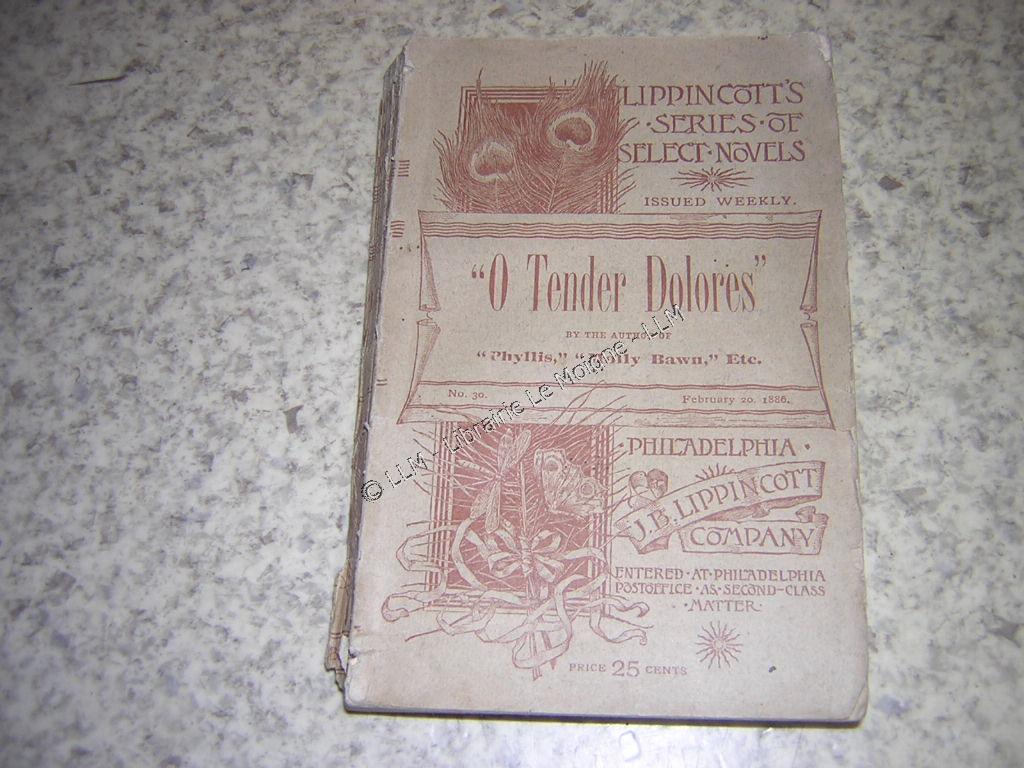 LIPPINCOTT'S
·SERIES·OF
SELECT·NOVELS
ISSUED WEEKLY.
"O Tender Dolores"
BY THE AUTHOR OF
"Phyllis," "Molly Bawn," Etc.
No. 30.
February 20. 1886.
·PHILADELPHIA·
J.B. LIPPINCOTT
COMPANY
ENTERED·AT·PHILADELPHIA
POSTOFFICE·AS·SECOND-CLASS
·MATTER·
PRICE 25 CENTS
© LLM - Librairie Le Moigne - LLM